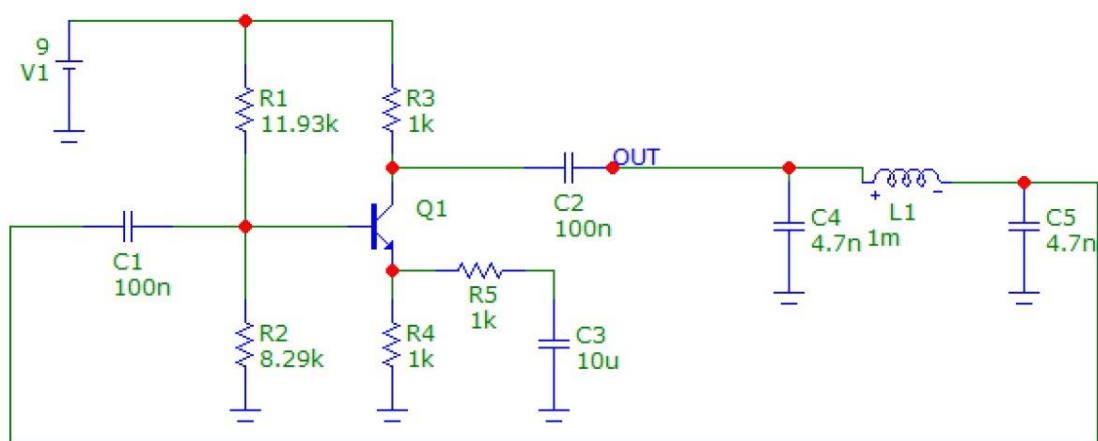 9
V1
R1
11.93k
R3
1k
OUT
C2
100n
Q1
C4
4.7n
+ -
L1
1m
C5
4.7n
C1
100n
R5
1k
R2
8.29k
R4
1k
C3
10u